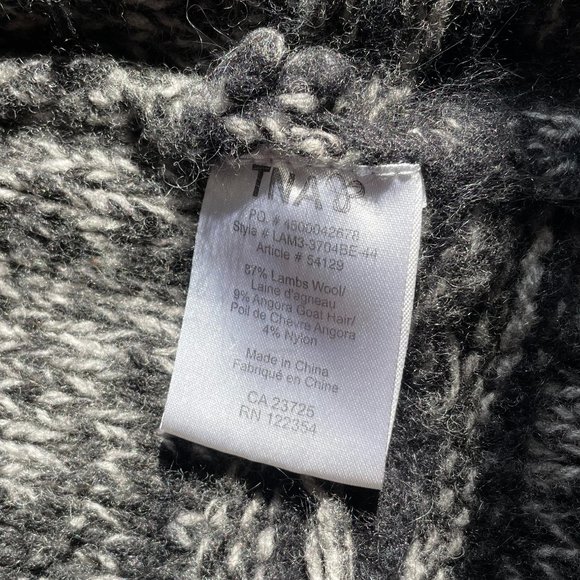 TNA
P.O. # 4500042678
Style # LAM3-3704BE-44
Article # 54129
87% Lambs Wool/
Laine d'agneau
9% Angora Goat Hair/
Poil de Chèvre Angora
4% Nylon
Made in China
Fabriqué en Chine
CA 23725
RN 122354